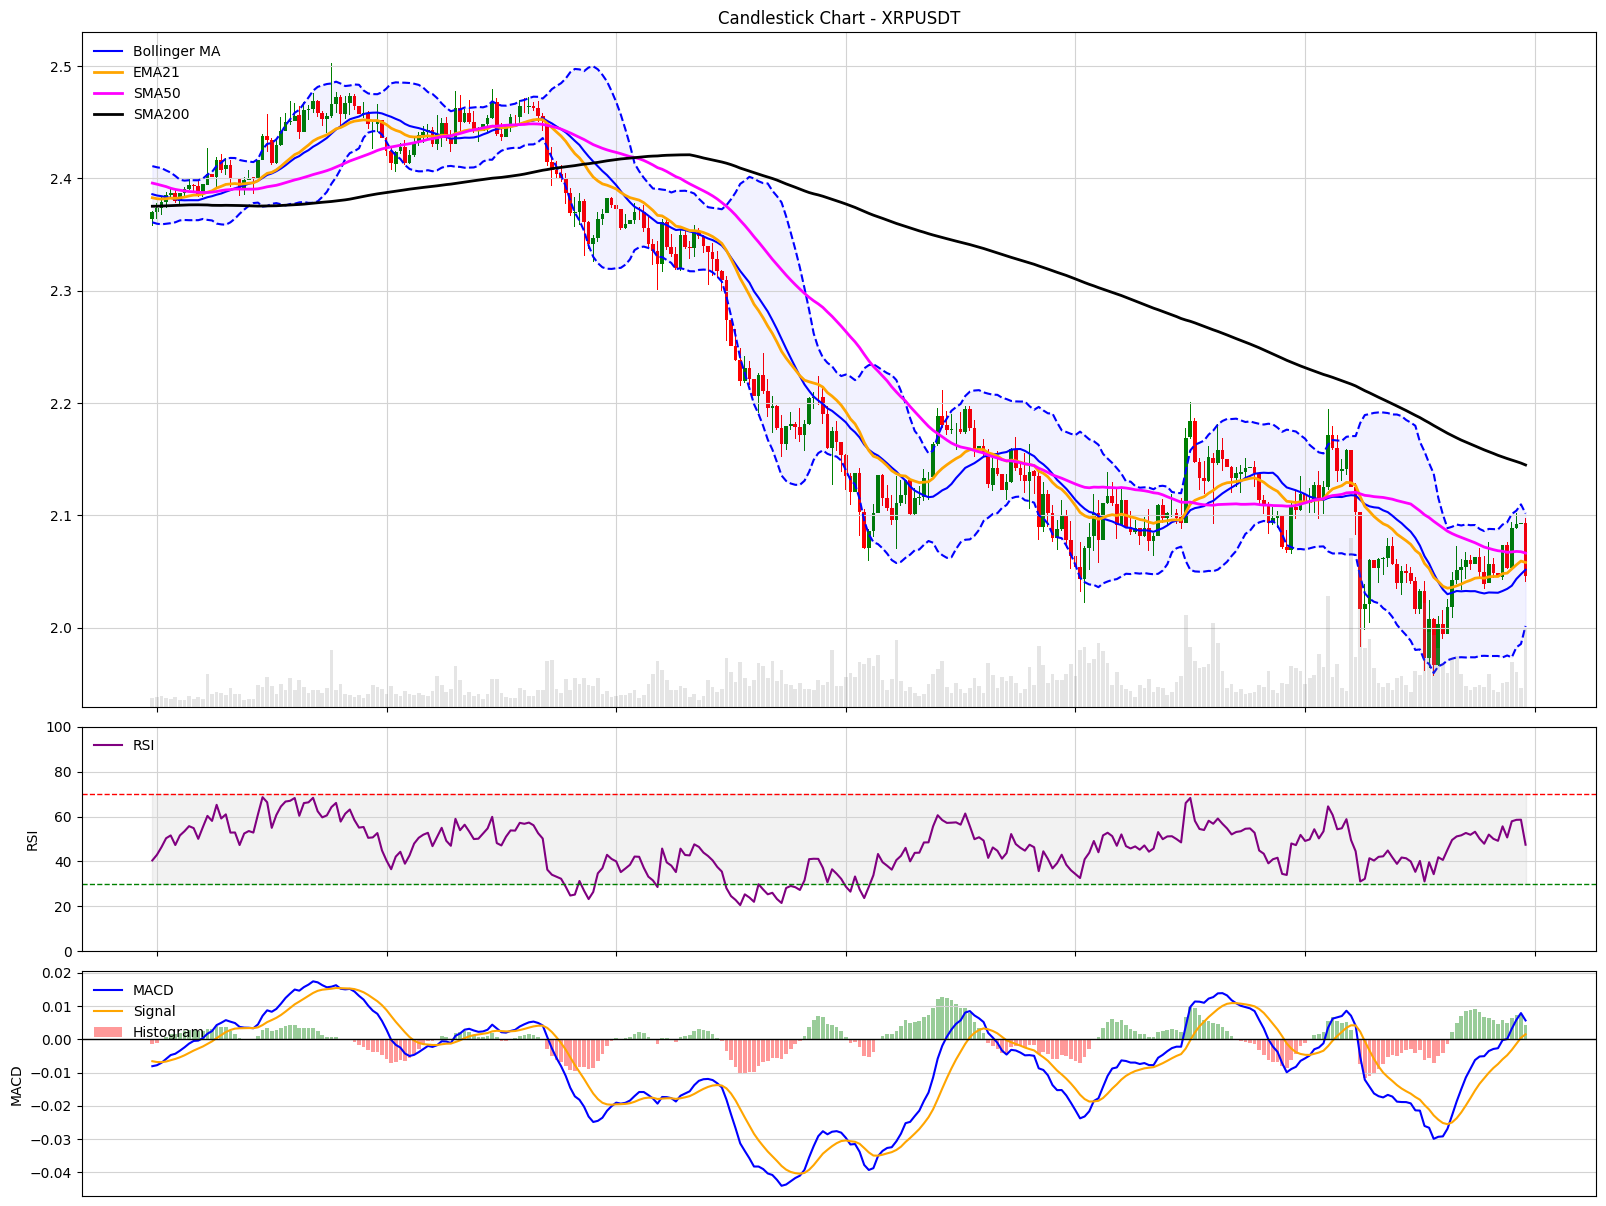 Candlestick Chart - XRPUSDT
Bollinger MA
EMA21
SMA50
SMA200
2.5
2.4
2.3
2.2
2.1
2.0
RSI
RSI
100
80
60
40
20
0
MACD
Signal
Histogram
MACD
0.02
0.01
0.00
−0.01
−0.02
−0.03
−0.04